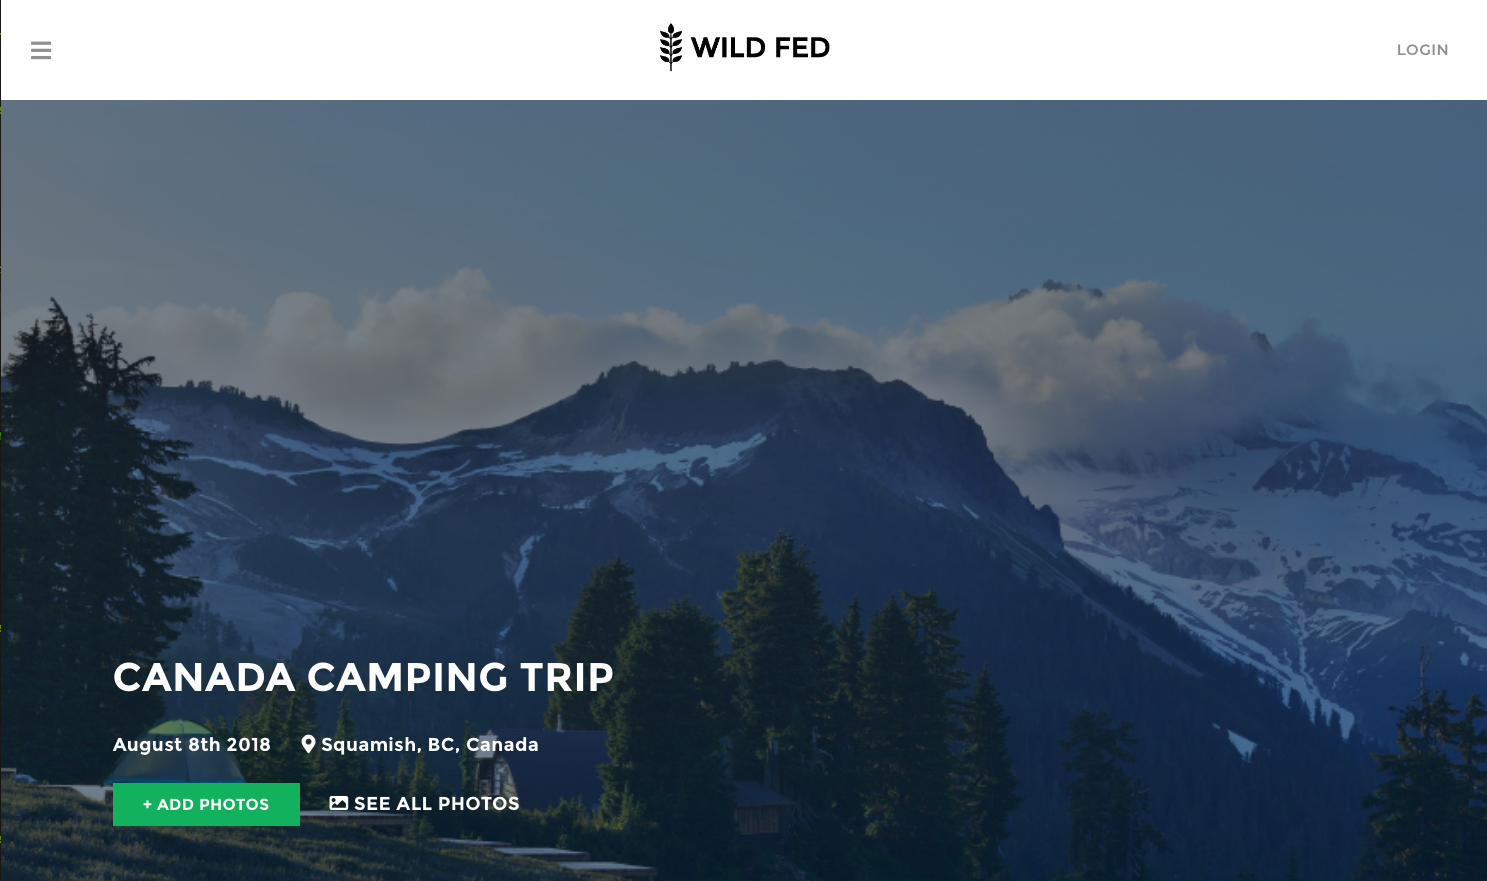 WILD FED
LOGIN
CANADA CAMPING TRIP
August 8th 2018 Squamish, BC, Canada
+ ADD PHOTOS SEE ALL PHOTOS